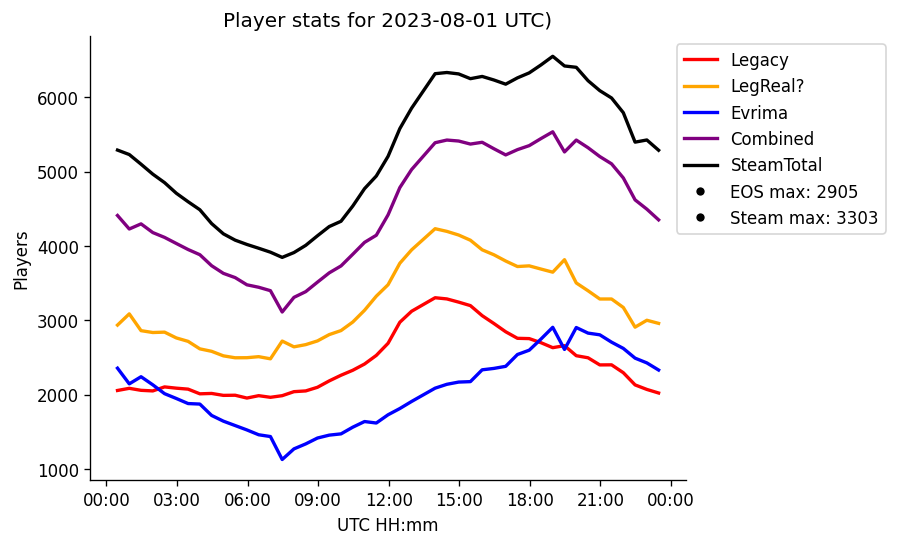 Player stats for 2023-08-01 UTC)
Players
6000
5000
4000
3000
2000
1000
00:00 03:00 06:00 09:00 12:00 15:00 18:00 21:00 00:00
UTC HH:mm
Legacy
LegReal?
Evrima
Combined
SteamTotal
EOS max: 2905
Steam max: 3303